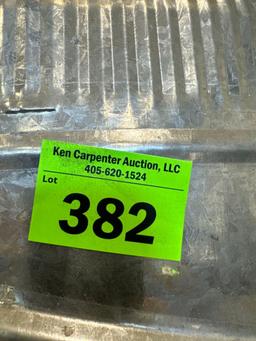 Ken Carpenter Auction, LLC
405-620-1524
Lot
382